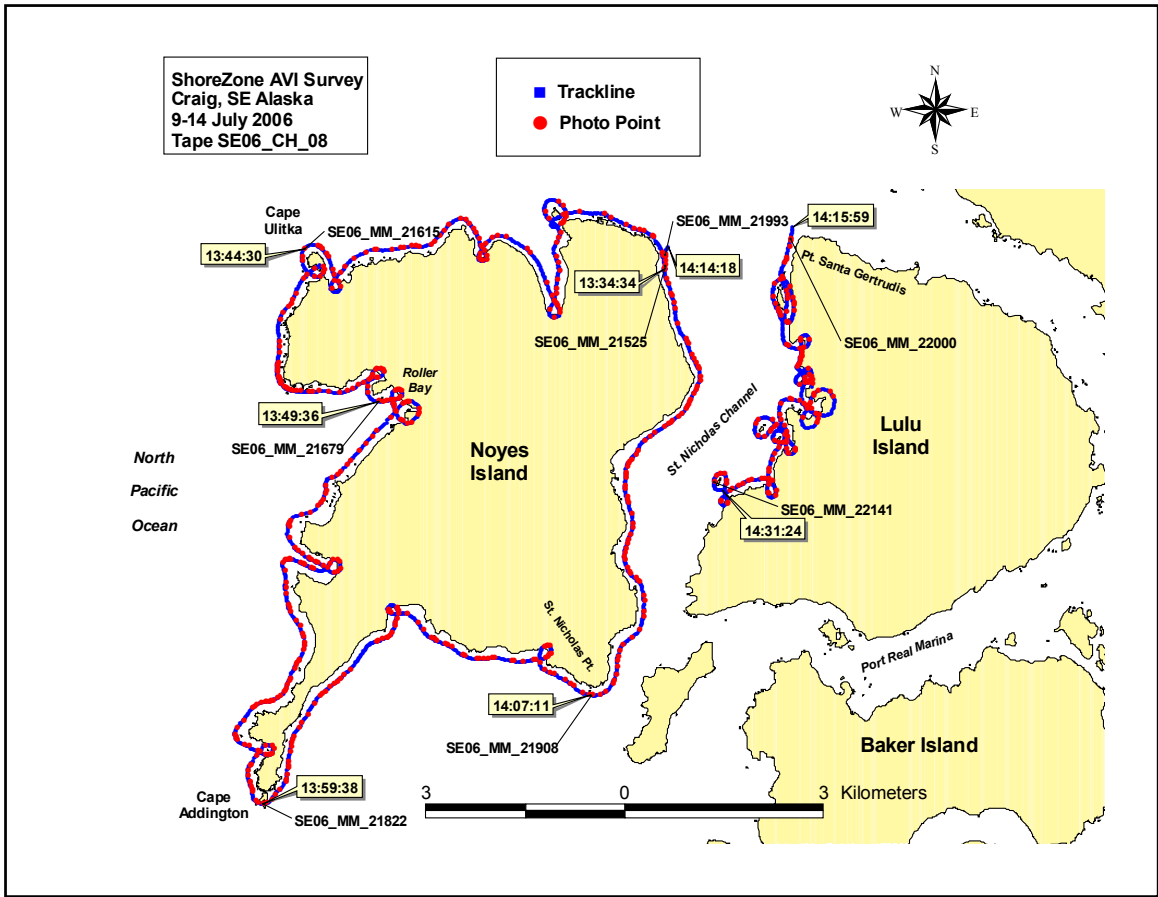 ShoreZone AVI Survey
Craig, SE Alaska
9-14 July 2006
Tape SE06_CH_08
Trackline
Photo Point
N
W
E
S
Cape
Ulitka
SE06_MM_21615
13:44:30
SE06_MM_21993
14:15:59
14:14:18
13:34:34
Pt. Santa Gertrudis
SE06_MM_21525
SE06_MM_22000
Roller
Bay
13:49:36
SE06_MM_21679
St. Nicholas Channel
Lulu
Island
Noyes
Island
North
Pacific
Ocean
SE06_MM_22141
14:31:24
St. Nicholas Pt.
Port Real Marina
14:07:11
SE06_MM_21908
Baker Island
13:59:38
Cape
Addington
SE06_MM_21822
3
0
3 Kilometers